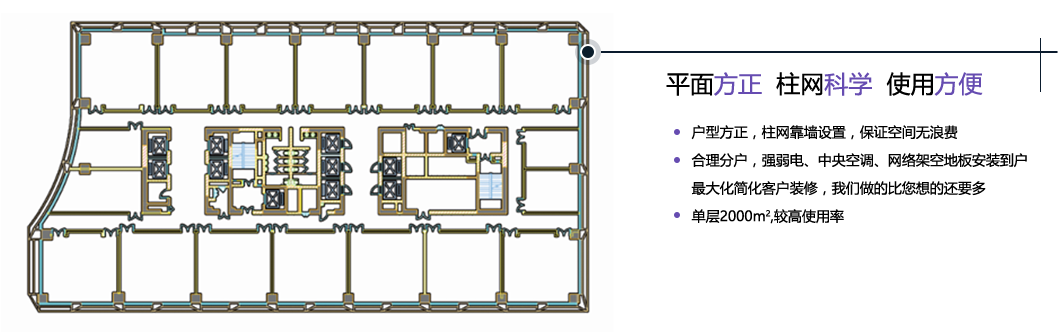 平面方正 柱网科学 使用方便
户型方正，柱网靠墙设置，保证空间无浪费
合理分户，强弱电、中央空调、网络架空地板安装到户
最大化简化客户装修，我们做的比您想的还要多
单层2000m²,较高使用率